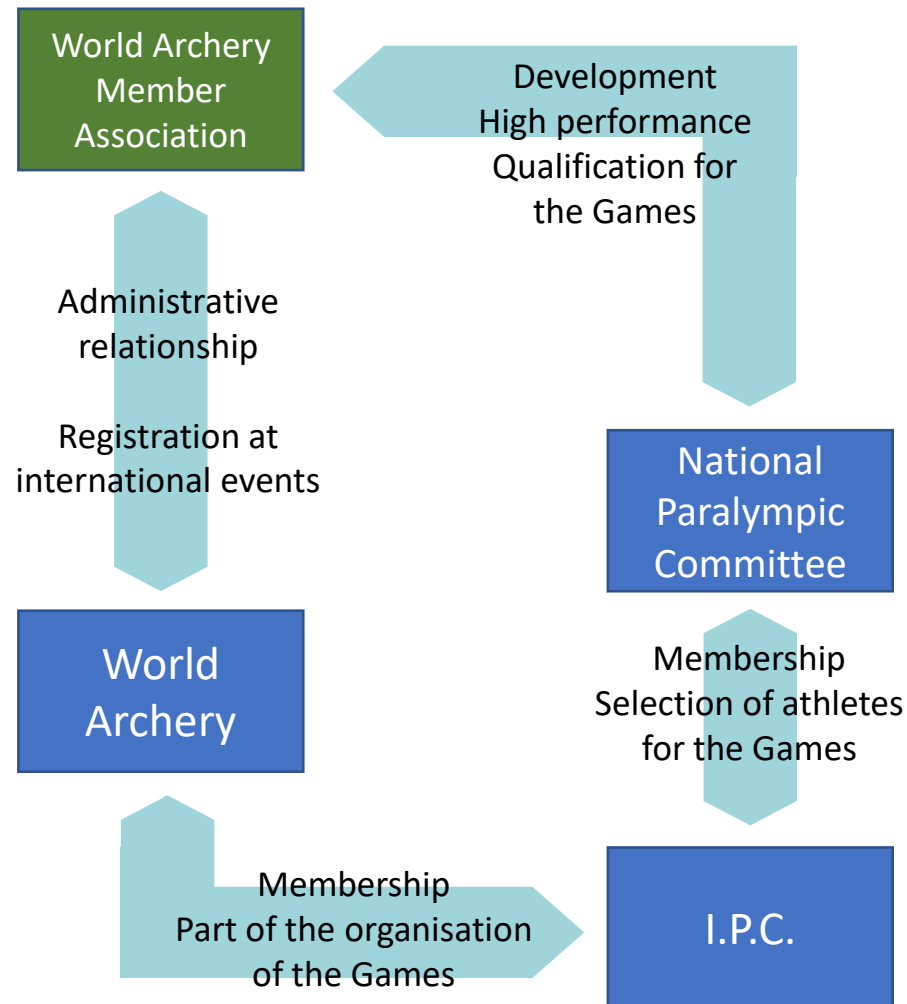 World Archery
Member
Association
Development
High performance
Qualification for
the Games
Administrative
relationship
Registration at
international events
National
Paralympic
Committee
World
Archery
Membership
Selection of athletes
for the Games
Membership
Part of the organisation
of the Games
I.P.C.